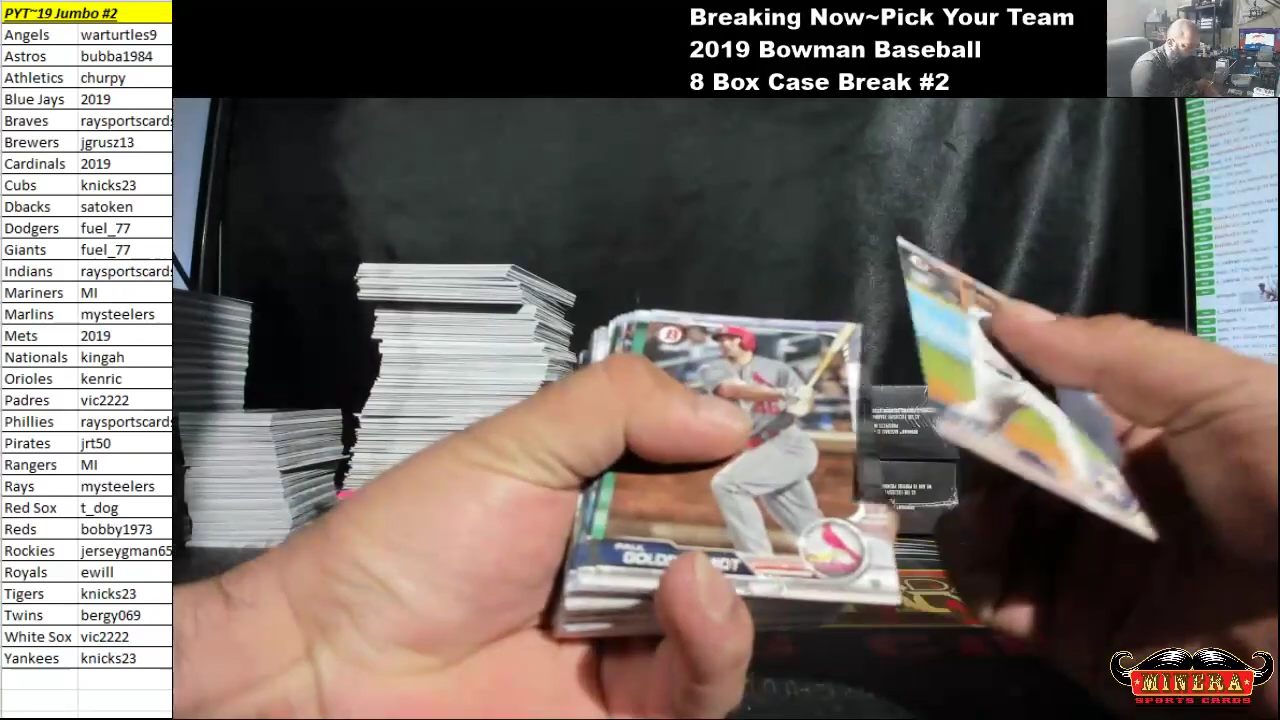 PYT~19 Jumbo #2
Angels warturtles9
Astros bubba1984
Athletics churpy
Blue Jays 2019
Braves raysportscards
Brewers jgrusz13
Cardinals 2019
Cubs knicks23
Dbacks satoken
Dodgers fuel_77
Giants fuel_77
Indians raysportscards
Mariners MI
Marlins mysteelers
Mets 2019
Nationals kingah
Orioles kenric
Padres vic2222
Phillies raysportscards
Pirates jrt50
Rangers MI
Rays mysteelers
Red Sox t_dog
Reds bobby1973
Rockies jerseygman65
Royals ewill
Tigers knicks23
Twins bergy069
White Sox vic2222
Yankees knicks23
Breaking Now~Pick Your Team
2019 Bowman Baseball
8 Box Case Break #2
PAUL
MINERA
SPORTS CARDS